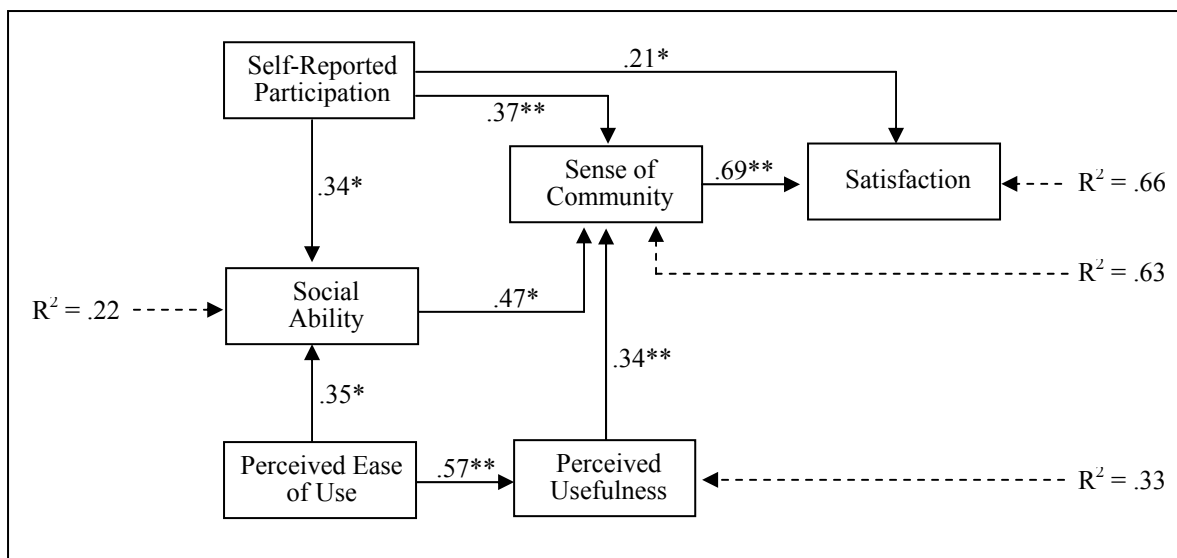 Self-Reported
Participation
.21*
.37**
Sense of
Community
.69**
Satisfaction
R² = .66
.34*
R² = .63
Social
Ability
R² = .22
.47*
.34**
.35*
Perceived Ease
of Use
.57**
Perceived
Usefulness
R² = .33